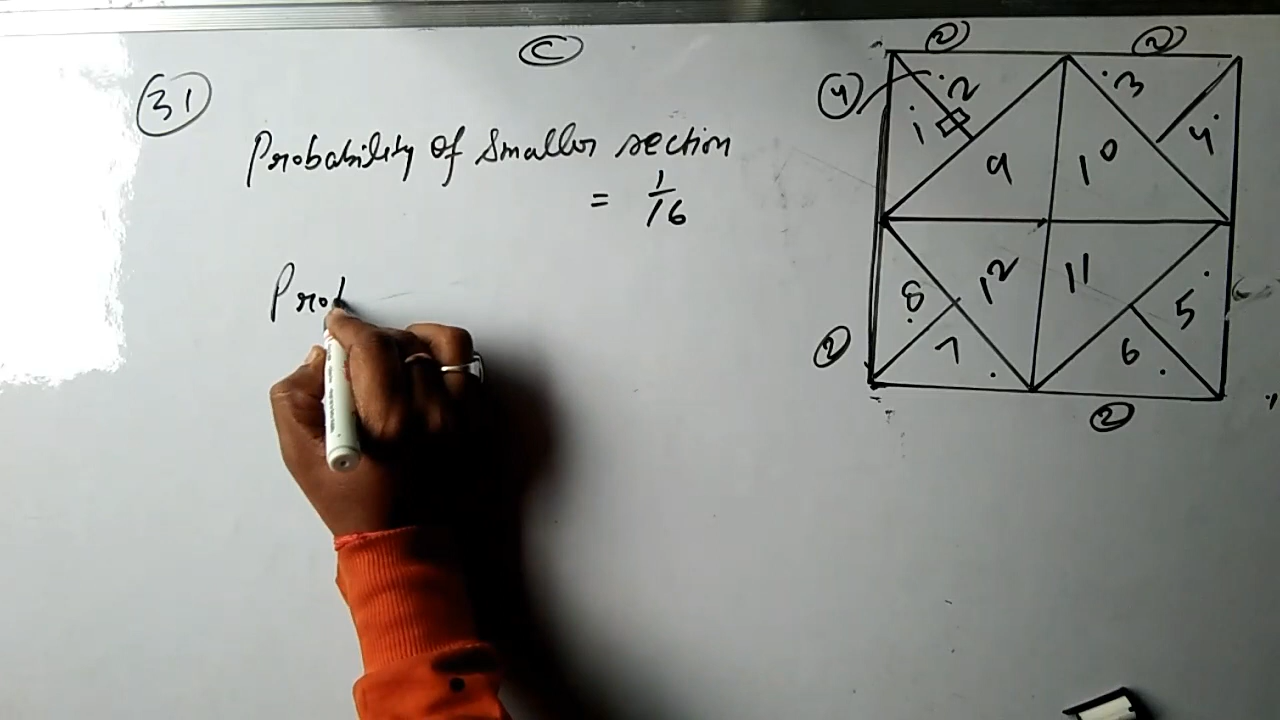 C
31
Probability of Smaller section
= 1/16
Prob
2 2
4
1 2 3 4
9 10
8 12 11 5
7 6
2
2